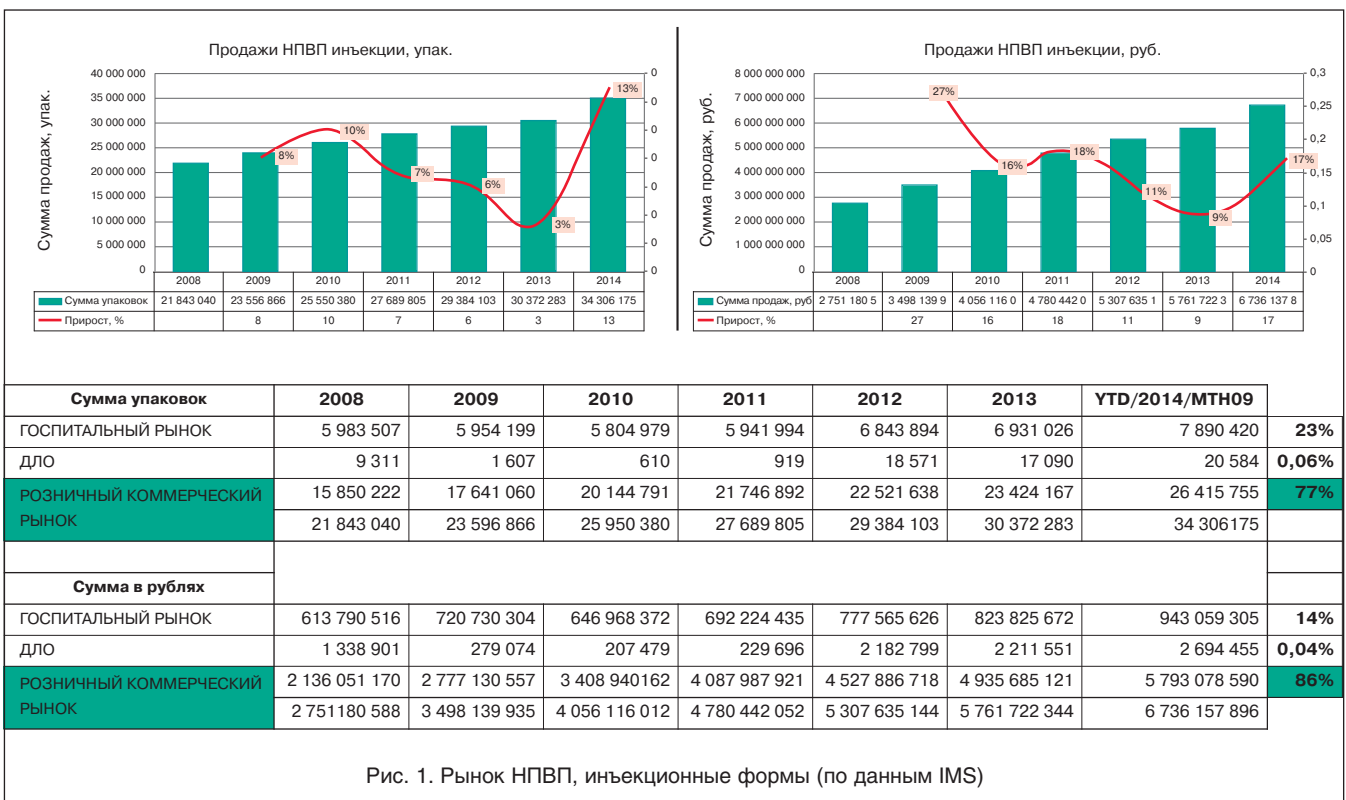 Продажи НПВП инъекции, упак.
Сумма продаж, упак.
40 000 000
35 000 000
30 000 000
25 000 000
20 000 000
15 000 000
10 000 000
5 000 000
0
0
0
0
0
0
0
0
0
8%
10%
7%
6%
3%
13%
2008 2009 2010 2011 2012 2013 2014
Сумма упаковок 21 843 040 23 556 866 25 550 380 27 689 805 29 384 103 30 372 283 34 306 175
Прирост, % 8 10 7 6 3 13
Продажи НПВП инъекции, руб.
Сумма продаж, руб.
8 000 000 000
7 000 000 000
6 000 000 000
5 000 000 000
4 000 000 000
3 000 000 000
2 000 000 000
1 000 000 000
0
0,3
0,25
0,2
0,15
0,1
0,05
0
27%
16%
18%
11%
9%
17%
2008 2009 2010 2011 2012 2013 2014
Сумма продаж, руб 2 751 180 5 3 498 139 9 4 056 116 0 4 780 442 0 5 307 635 1 5 761 722 3 6 736 137 8
Прирост, % 27 16 18 11 9 17
Сумма упаковок 2008 2009 2010 2011 2012 2013 YTD/2014/MTH09
ГОСПИТАЛЬНЫЙ РЫНОК 5 983 507 5 954 199 5 804 979 5 941 994 6 843 894 6 931 026 7 890 420 23%
ДЛО 9 311 1 607 610 919 18 571 17 090 20 584 0,06%
РОЗНИЧНЫЙ КОММЕРЧЕСКИЙ 15 850 222 17 641 060 20 144 791 21 746 892 22 521 638 23 424 167 26 415 755 77%
РЫНОК 21 843 040 23 596 866 25 950 380 27 689 805 29 384 103 30 372 283 34 306175
Сумма в рублях
ГОСПИТАЛЬНЫЙ РЫНОК 613 790 516 720 730 304 646 968 372 692 224 435 777 565 626 823 825 672 943 059 305 14%
ДЛО 1 338 901 279 074 207 479 229 696 2 182 799 2 211 551 2 694 455 0,04%
РОЗНИЧНЫЙ КОММЕРЧЕСКИЙ 2 136 051 170 2 777 130 557 3 408 940162 4 087 987 921 4 527 886 718 4 935 685 121 5 793 078 590 86%
РЫНОК 2 751180 588 3 498 139 935 4 056 116 012 4 780 442 052 5 307 635 144 5 761 722 344 6 736 157 896
Рис. 1. Рынок НПВП, инъекционные формы (по данным IMS)